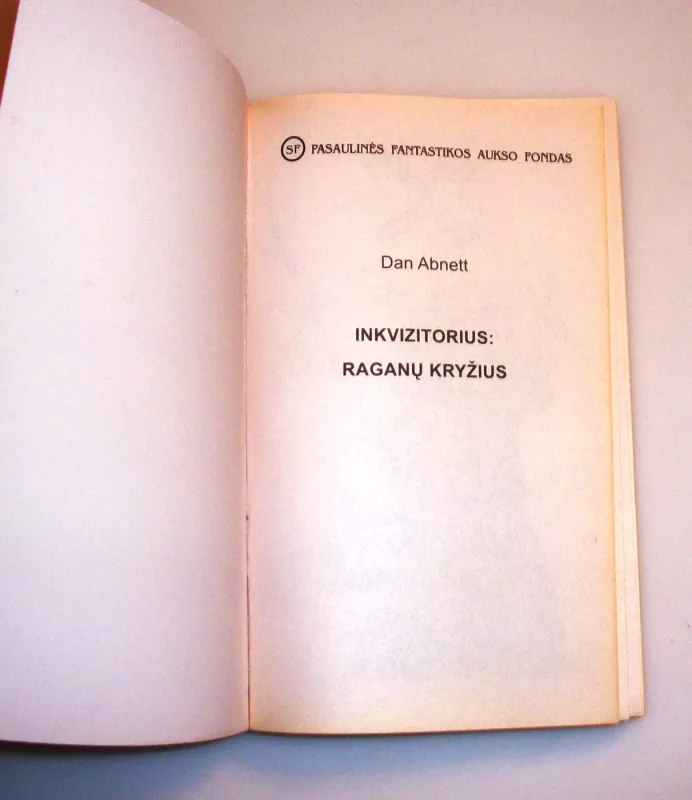 SF PASAULINĖS FANTASTIKOS AUKSO FONDAS
Dan Abnett
INKVIZITORIUS:
RAGANŲ KRYŽIUS